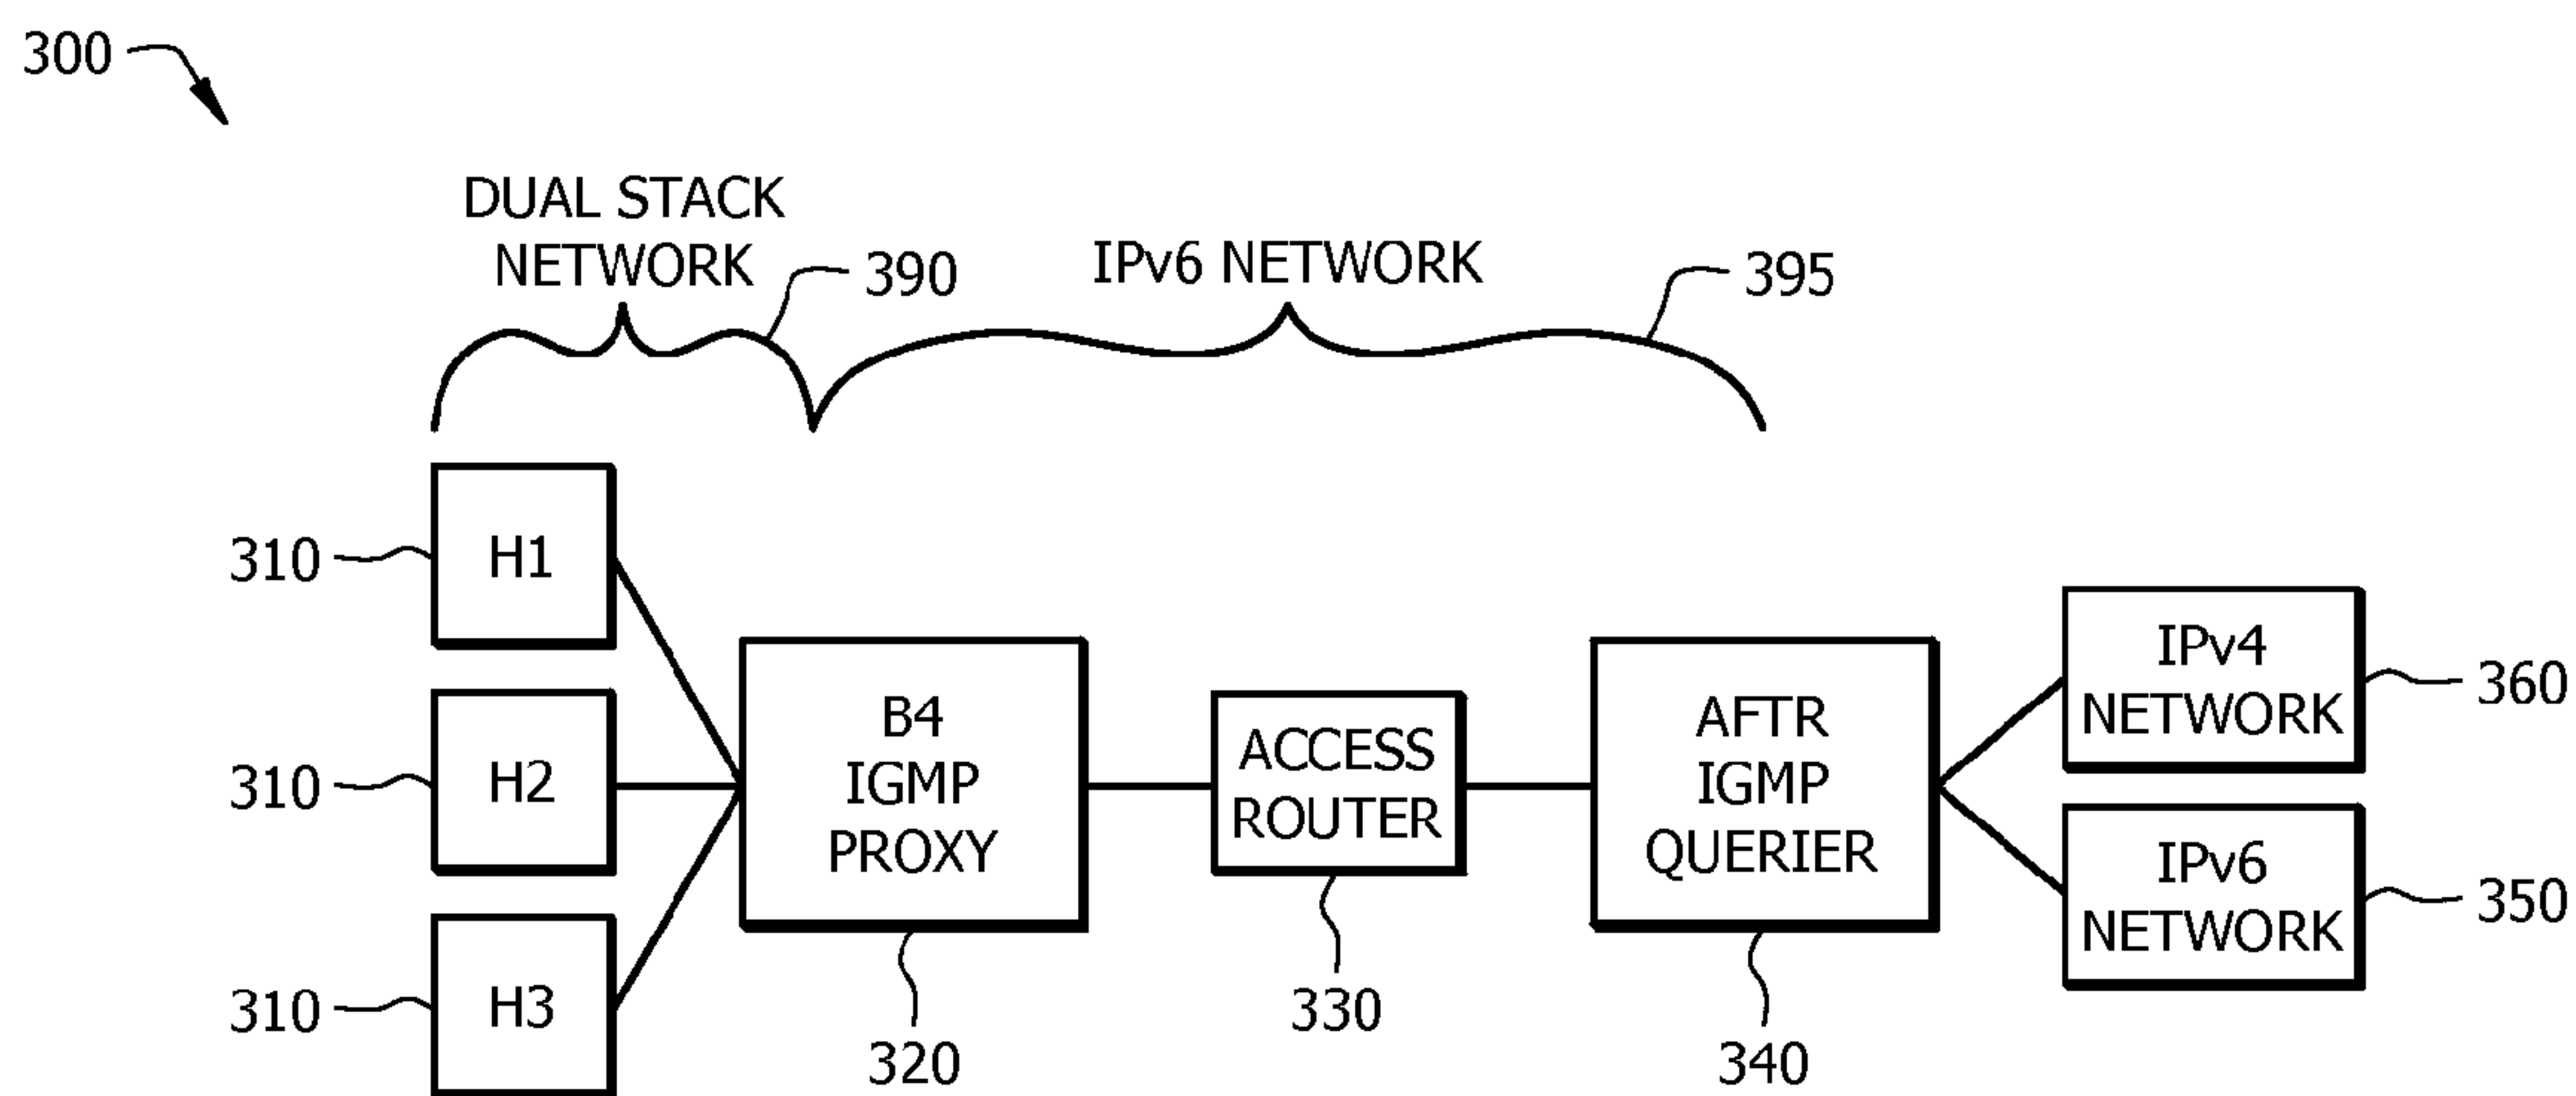 300
DUAL STACK
NETWORK
390
IPv6 NETWORK
395
310
H1
310
H2
310
H3
B4
IGMP
PROXY
320
ACCESS
ROUTER
330
AFTR
IGMP
QUERIER
340
IPv4
NETWORK
360
IPv6
NETWORK
350